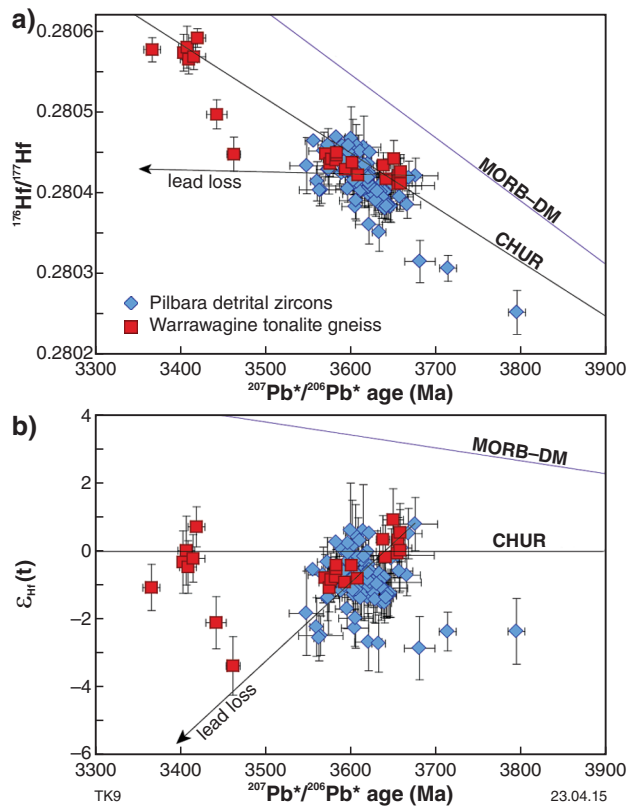 a)
0.2806
0.2805
0.2804
0.2803
0.2802
¹⁷⁶Hf/¹⁷⁷Hf
lead loss
MORB–DM
CHUR
Pilbara detrital zircons
Warrawagine tonalite gneiss
3300 3400 3500 3600 3700 3800 3900
²⁰⁷Pb*/²⁰⁶Pb* age (Ma)
b)
4
2
0
−2
−4
−6
εHf(t)
MORB–DM
CHUR
lead loss
3300 3400 3500 3600 3700 3800 3900
²⁰⁷Pb*/²⁰⁶Pb* age (Ma)
TK9 23.04.15